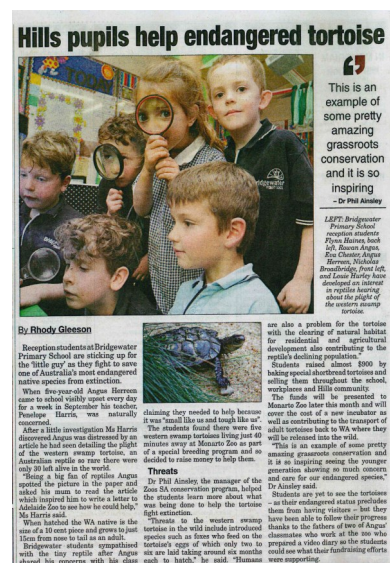 Hills pupils help endangered tortoise
This is an
example of
some pretty
amazing
grassroots
conservation
and it is so
inspiring
– Dr Phil Ainsley
LEFT: Bridgewater
Primary School
reception students
Flynn Haines, back
left, Rowan Angas,
Eva Chester, Angus
Herreen, Nicholas
Broadbridge, front left,
and Louie Hurley have
developed an interest
in reptiles hearing
about the plight of
the western swamp
tortoise.
By Rhody Gleeson
Reception students at Bridgewater
Primary School are sticking up for
the 'little guy' as they fight to save
one of Australia's most endangered
native species from extinction.
When five-year-old Angus Herreen
came to school visibly upset every day
for a week in September his teacher,
Penelope Harris, was naturally
concerned.
After a little investigation Ms Harris
discovered Angus was distressed by an
article he had seen detailing the plight
of the western swamp tortoise, an
Australian reptile so rare there were
only 30 left alive in the world.
"Being a big fan of reptiles Angus
spotted the picture in the paper and
asked his mum to read the article
which inspired him to write a letter to
Adelaide Zoo to see how he could help,"
Ms Harris said.
When hatched the WA native is the
size of a 10 cent piece and grows to just
15cm from nose to tail as an adult.
Bridgewater students sympathised
with the tiny reptile after Angus
shared his concerns with his class
claiming they needed to help because
it was "small like us and tough like us".
The students found there were five
western swamp tortoises living just 40
minutes away at Monarto Zoo as part
of a special breeding program and so
decided to raise money to help them.
Threats
Dr Phil Ainsley, the manager of the
Zoos SA conservation program, helped
the students learn more about what
was being done to help the tortoise
fight extinction.
"Threats to the western swamp
tortoise in the wild include introduced
species such as foxes who feed on the
tortoise's eggs of which only two to
six are laid taking around six months
each to hatch," he said. "Humans
are also a problem for the tortoise
with the clearing of natural habitat
for residential and agricultural
development also contributing to the
reptile's declining population."
Students raised almost $900 by
baking special shortbread tortoises and
selling them throughout the school,
workplaces and Hills community.
The funds will be presented to
Monarto Zoo later this month and will
cover the cost of a new incubator as
well as contributing to the transport of
adult tortoises back to WA where they
will be released into the wild.
"This is an example of some pretty
amazing grassroots conservation and
it is so inspiring seeing the younger
generation showing so much concern
and care for our endangered species,"
Dr Ainsley said.
Students are yet to see the tortoises
– as their endangered status precludes
them from having visitors – but they
have been able to follow their progress
thanks to the fathers of two of Angus'
classmates who work at the zoo who
prepared a video diary so the students
could see what their fundraising efforts
were supporting.